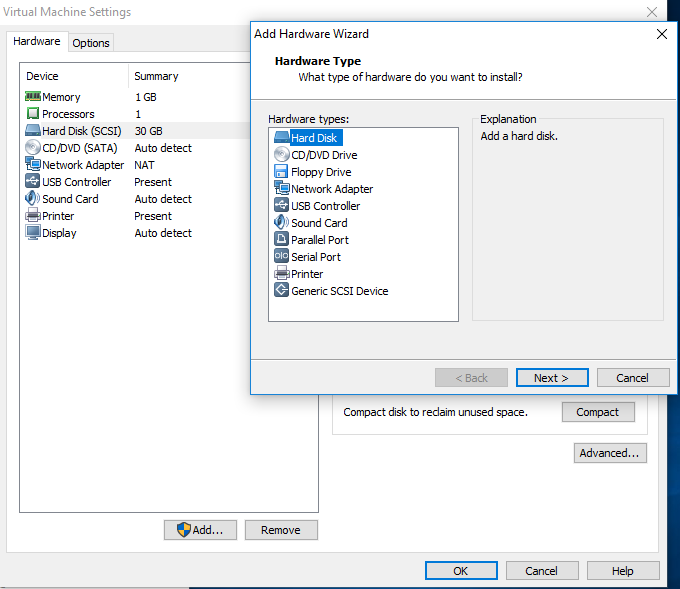 Virtual Machine Settings
Hardware Options
Device Summary
Memory 1 GB
Processors 1
Hard Disk (SCSI) 30 GB
CD/DVD (SATA) Auto detect
Network Adapter NAT
USB Controller Present
Sound Card Auto detect
Printer Present
Display Auto detect
Add Hardware Wizard
Hardware Type
What type of hardware do you want to install?
Hardware types:
Hard Disk
CD/DVD Drive
Floppy Drive
Network Adapter
USB Controller
Sound Card
Parallel Port
Serial Port
Printer
Generic SCSI Device
Explanation
Add a hard disk.
< Back Next > Cancel
Compact disk to reclaim unused space. Compact
Advanced...
Add... Remove
OK Cancel Help